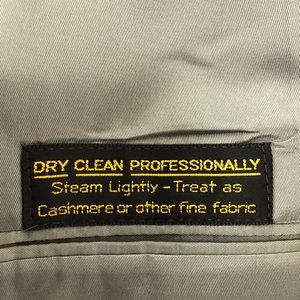 DRY CLEAN PROFESSIONALLY
Steam Lightly - Treat as
Cashmere or other fine fabric